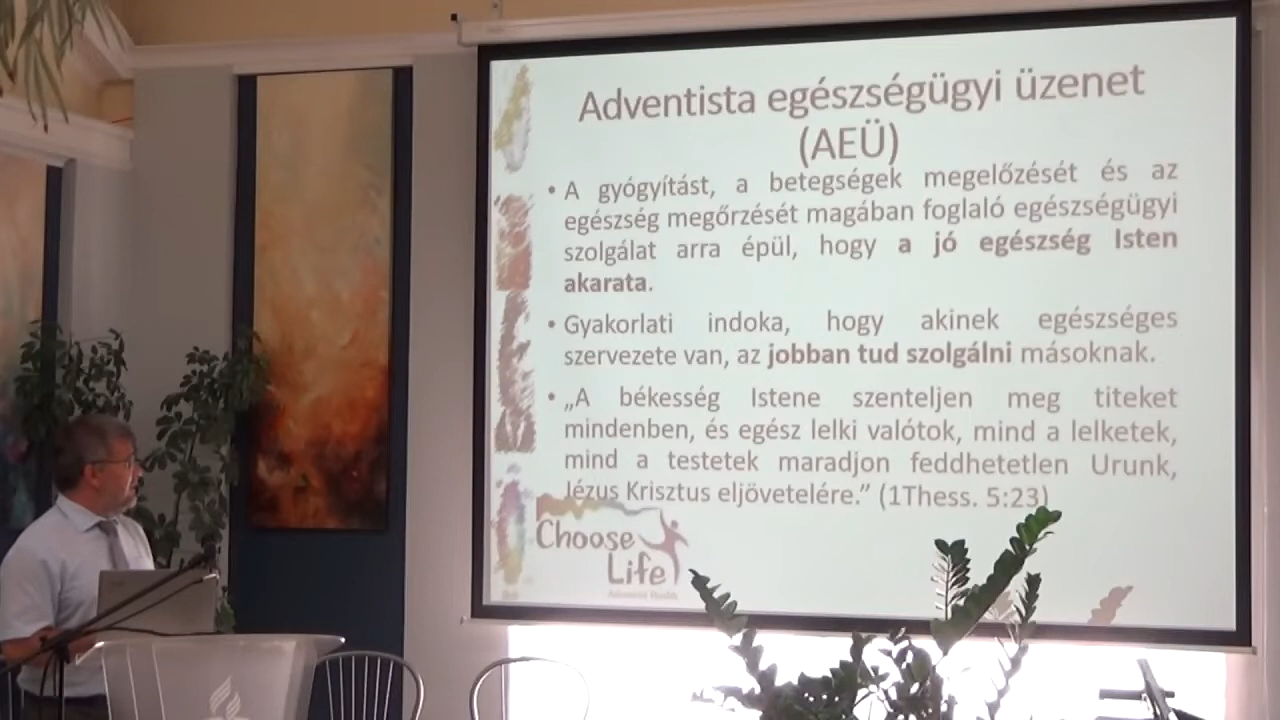 Adventista egészségügyi üzenet
(AEÜ)
• A gyógyítást, a betegségek megelőzését és az
egészség megőrzését magában foglaló egészségügyi
szolgálat arra épül, hogy a jó egészség Isten
akarata.
• Gyakorlati indoka, hogy akinek egészséges
szervezete van, az jobban tud szolgálni másoknak.
• „A békesség Istene szenteljen meg titeket
mindenben, és egész lelki valótok, mind a lelketek,
mind a testetek maradjon feddhetetlen Urunk,
Jézus Krisztus eljövetelére.” (1Thess. 5:23)
Choose
Life
Adventist Health